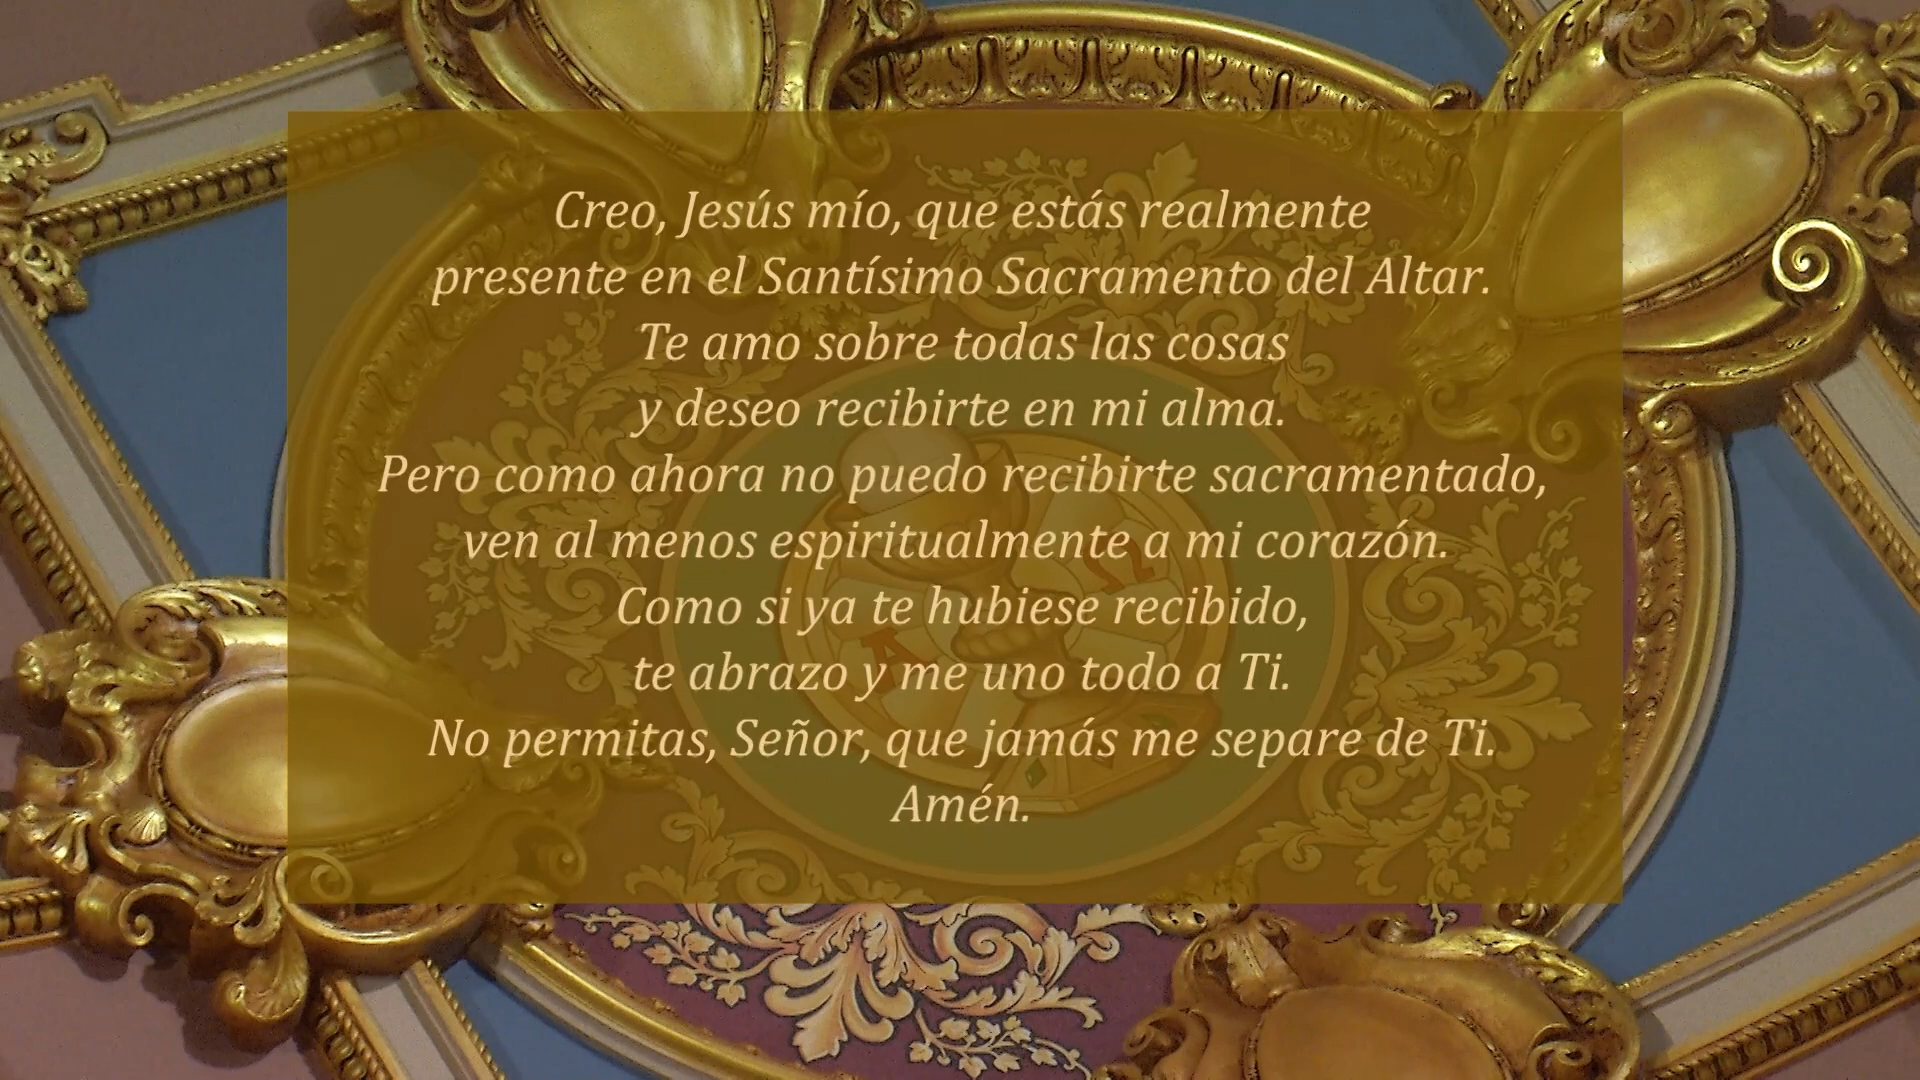 Creo, Jesús mío, que estás realmente
presente en el Santísimo Sacramento del Altar.
Te amo sobre todas las cosas
y deseo recibirte en mi alma.
Pero como ahora no puedo recibirte sacramentado,
ven al menos espiritualmente a mi corazón.
Como si ya te hubiese recibido,
te abrazo y me uno todo a Ti.
No permitas, Señor, que jamás me separe de Ti.
Amén.
Α Ω